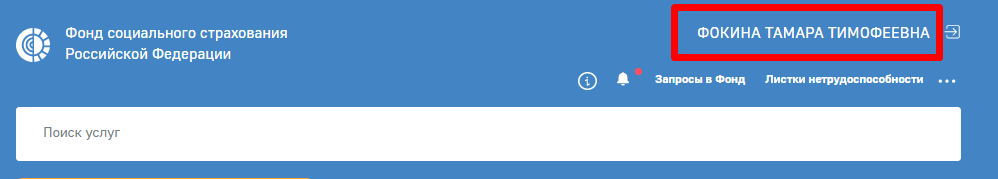 Фонд социального страхования
Российской Федерации
ФОКИНА ТАМАРА ТИМОФЕЕВНА
Запросы в Фонд
Листки нетрудоспособности
Поиск услуг